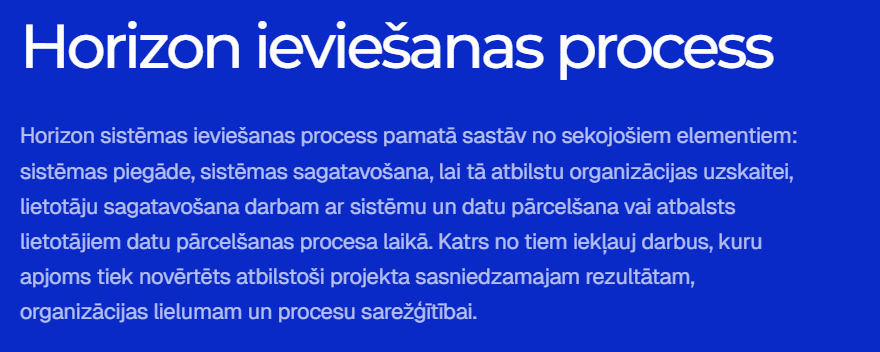 Horizon ieviešanas process
Horizon sistēmas ieviešanas process pamatā sastāv no sekojošiem elementiem:
sistēmas piegāde, sistēmas sagatavošana, lai tā atbilstu organizācijas uzskaitei,
lietotāju sagatavošana darbam ar sistēmu un datu pārcelšana vai atbalsts
lietotājiem datu pārcelšanas procesa laikā. Katrs no tiem iekļauj darbus, kuru
apjoms tiek novērtēts atbilstoši projekta sasniedzamajam rezultātam,
organizācijas lielumam un procesu sarežģītībai.